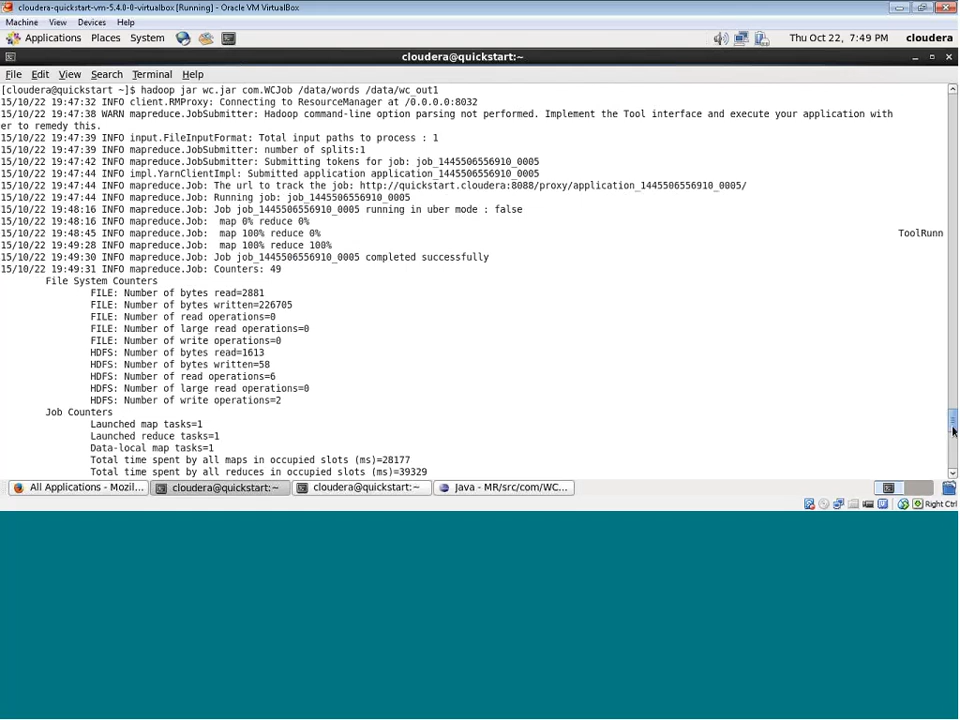 cloudera-quickstart-vm-5.4.0-0-virtualbox [Running] - Oracle VM VirtualBox
Machine View Devices Help
Applications Places System Thu Oct 22, 7:49 PM cloudera
cloudera@quickstart:~
File Edit View Search Terminal Help
[cloudera@quickstart ~]$ hadoop jar wc.jar com.WCJob /data/words /data/wc_out1
15/10/22 19:47:32 INFO client.RMProxy: Connecting to ResourceManager at /0.0.0.0:8032
15/10/22 19:47:38 WARN mapreduce.JobSubmitter: Hadoop command-line option parsing not performed. Implement the Tool interface and execute your application with
er to remedy this.
15/10/22 19:47:39 INFO input.FileInputFormat: Total input paths to process : 1
15/10/22 19:47:39 INFO mapreduce.JobSubmitter: number of splits:1
15/10/22 19:47:42 INFO mapreduce.JobSubmitter: Submitting tokens for job: job_1445506556910_0005
15/10/22 19:47:44 INFO impl.YarnClientImpl: Submitted application application_1445506556910_0005
15/10/22 19:47:44 INFO mapreduce.Job: The url to track the job: http://quickstart.cloudera:8088/proxy/application_1445506556910_0005/
15/10/22 19:47:44 INFO mapreduce.Job: Running job: job_1445506556910_0005
15/10/22 19:48:16 INFO mapreduce.Job: Job job_1445506556910_0005 running in uber mode : false
15/10/22 19:48:16 INFO mapreduce.Job:  map 0% reduce 0%
15/10/22 19:48:45 INFO mapreduce.Job:  map 100% reduce 0% ToolRunn
15/10/22 19:49:28 INFO mapreduce.Job:  map 100% reduce 100%
15/10/22 19:49:30 INFO mapreduce.Job: Job job_1445506556910_0005 completed successfully
15/10/22 19:49:31 INFO mapreduce.Job: Counters: 49
File System Counters
FILE: Number of bytes read=2881
FILE: Number of bytes written=226705
FILE: Number of read operations=0
FILE: Number of large read operations=0
FILE: Number of write operations=0
HDFS: Number of bytes read=1613
HDFS: Number of bytes written=58
HDFS: Number of read operations=6
HDFS: Number of large read operations=0
HDFS: Number of write operations=2
Job Counters
Launched map tasks=1
Launched reduce tasks=1
Data-local map tasks=1
Total time spent by all maps in occupied slots (ms)=28177
Total time spent by all reduces in occupied slots (ms)=39329
All Applications - Mozil... cloudera@quickstart:~ cloudera@quickstart:~ Java - MR/src/com/WC...
Right Ctrl